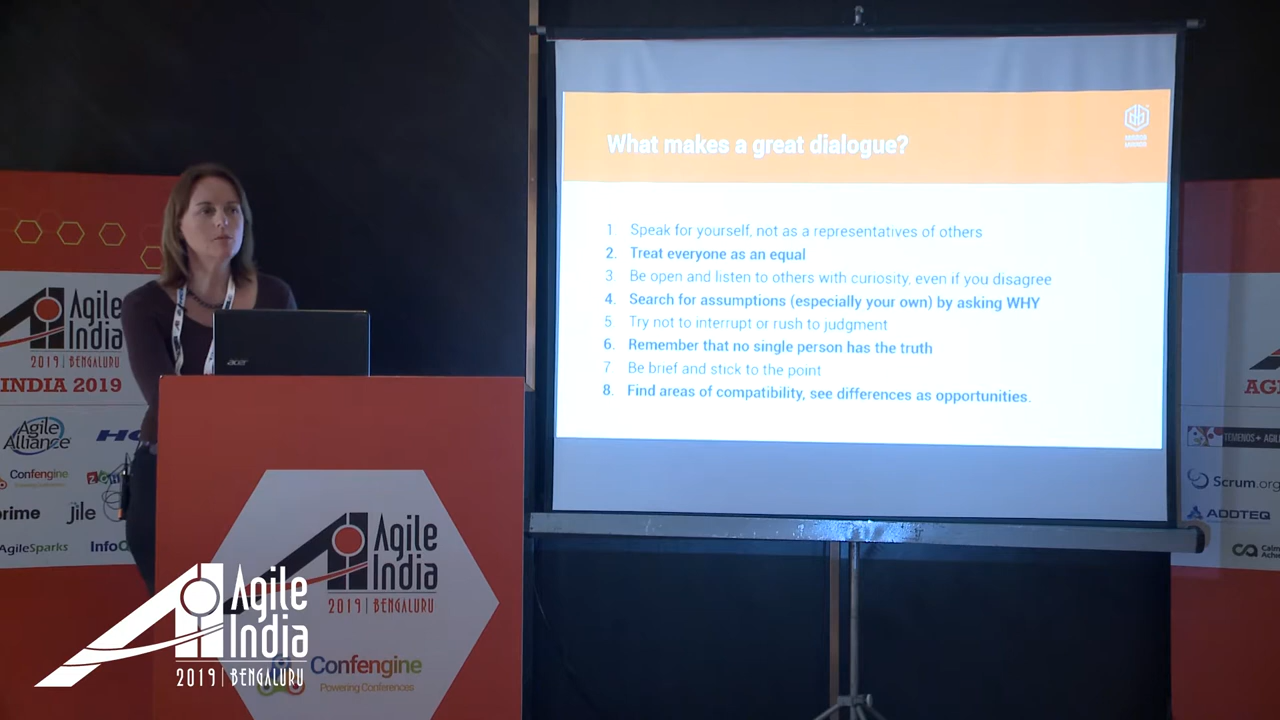 What makes a great dialogue?
1 Speak for yourself, not as a representatives of others
2. Treat everyone as an equal
3 Be open and listen to others with curiosity, even if you disagree
4. Search for assumptions (especially your own) by asking WHY
5 Try not to interrupt or rush to judgment
6. Remember that no single person has the truth
7 Be brief and stick to the point
8. Find areas of compatibility, see differences as opportunities.
acer
Agile
India
2019 | BENGALURU
INDIA 2019
Agile
Alliance
Confengine
prime
Jile
AgileSparks
InfoQ
Agile
India
2019 | BENGALURU
Confengine
Powering Conferences
Agile
India
2019 | BENGALURU
TEMENOS+ AGIL
Scrum.org
ADDTEQ